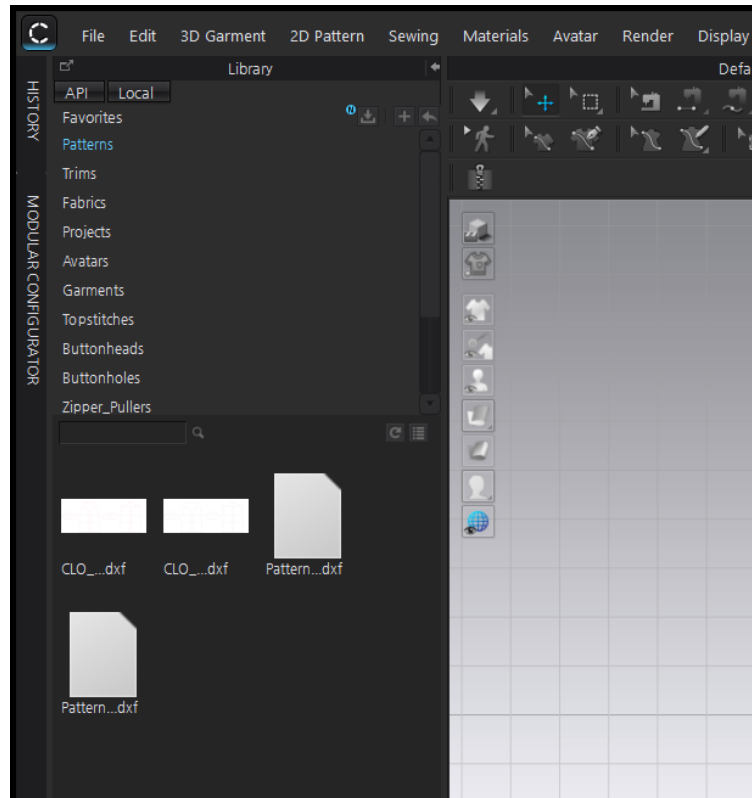 File Edit 3D Garment 2D Pattern Sewing Materials Avatar Render Display
HISTORY
MODULAR CONFIGURATOR
Library
Defa
API Local
Favorites
N
Patterns
Trims
Fabrics
Projects
Avatars
Garments
Topstitches
Buttonheads
Buttonholes
Zipper_Pullers
CLO_...dxf CLO_...dxf Pattern...dxf
Pattern...dxf